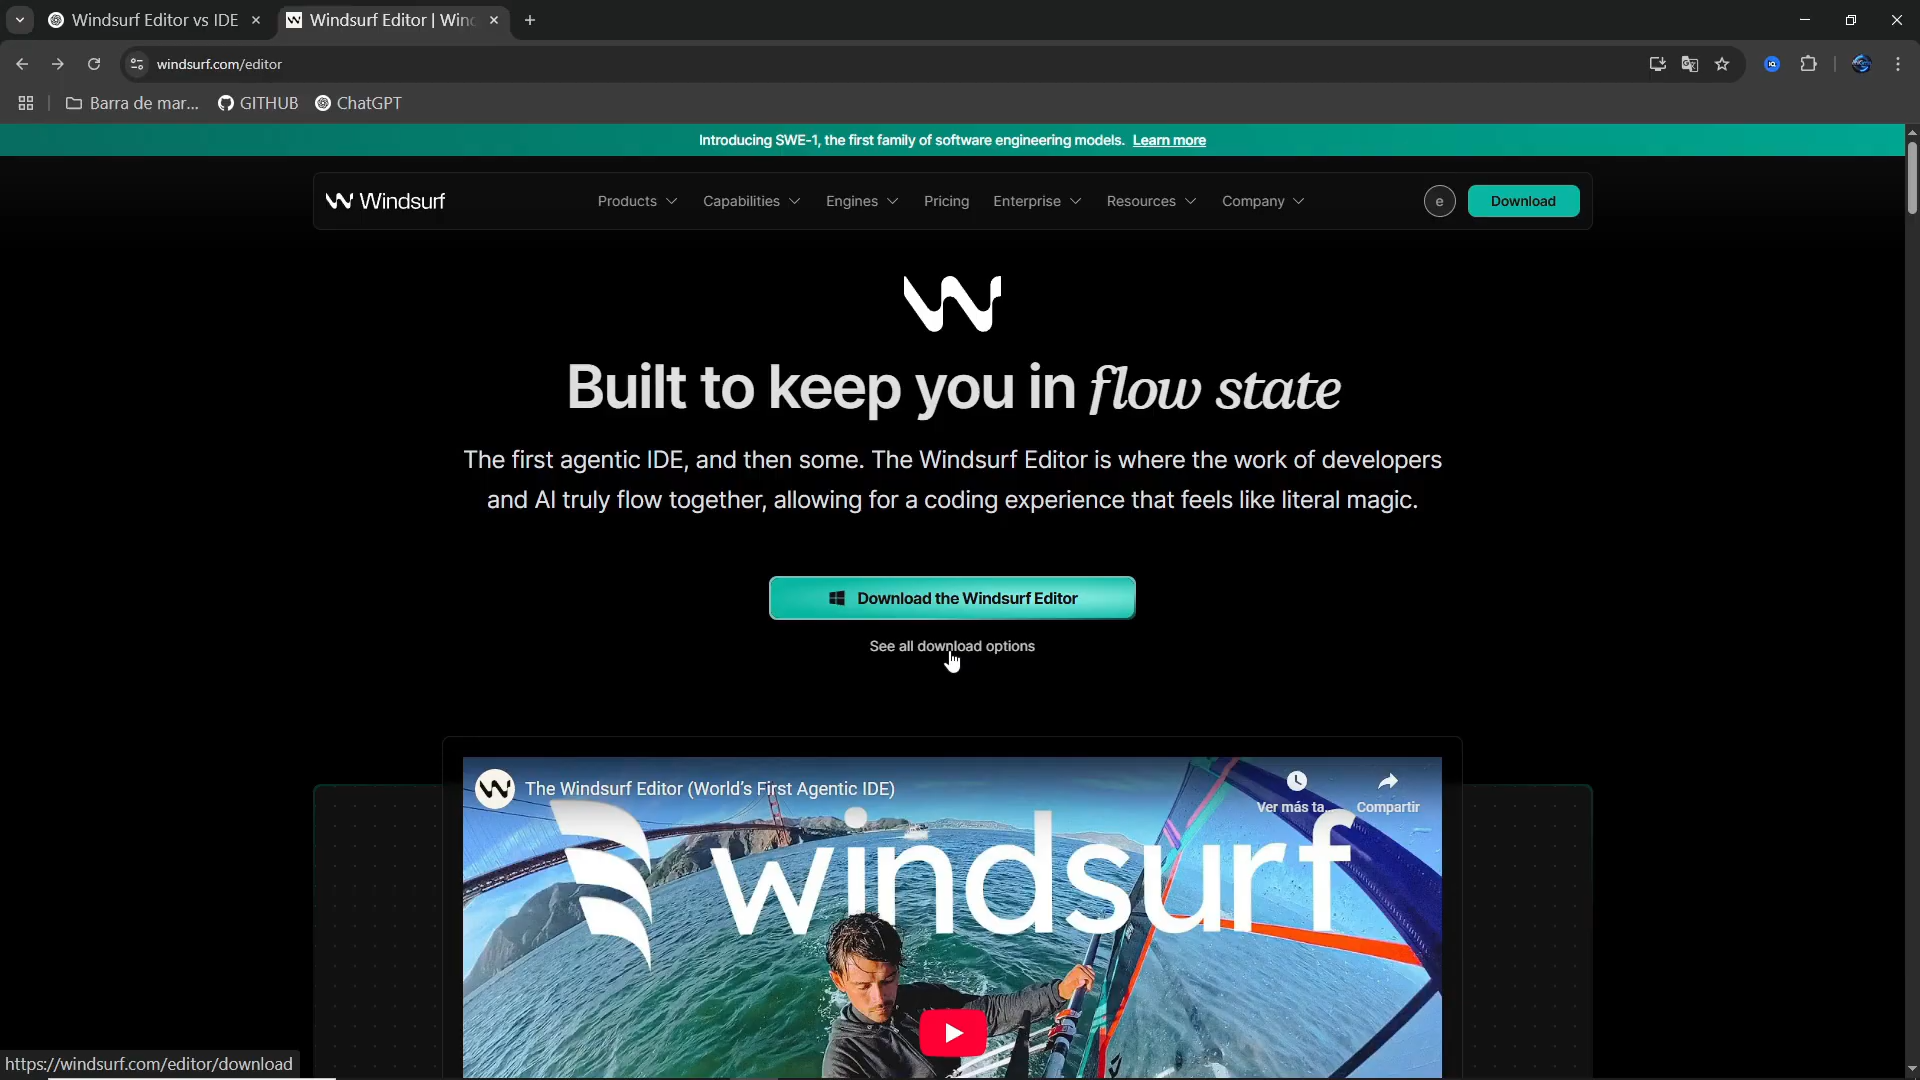 Windsurf Editor vs IDE
Windsurf Editor | Winc
windsurf.com/editor
Barra de mar...
GITHUB
ChatGPT
Introducing SWE-1, the first family of software engineering models. Learn more
Windsurf
Products
Capabilities
Engines
Pricing
Enterprise
Resources
Company
e
Download
Built to keep you in flow state
The first agentic IDE, and then some. The Windsurf Editor is where the work of developers
and AI truly flow together, allowing for a coding experience that feels like literal magic.
Download the Windsurf Editor
See all download options
The Windsurf Editor (World's First Agentic IDE)
Ver más ta...
Compartir
windsurf
https://windsurf.com/editor/download